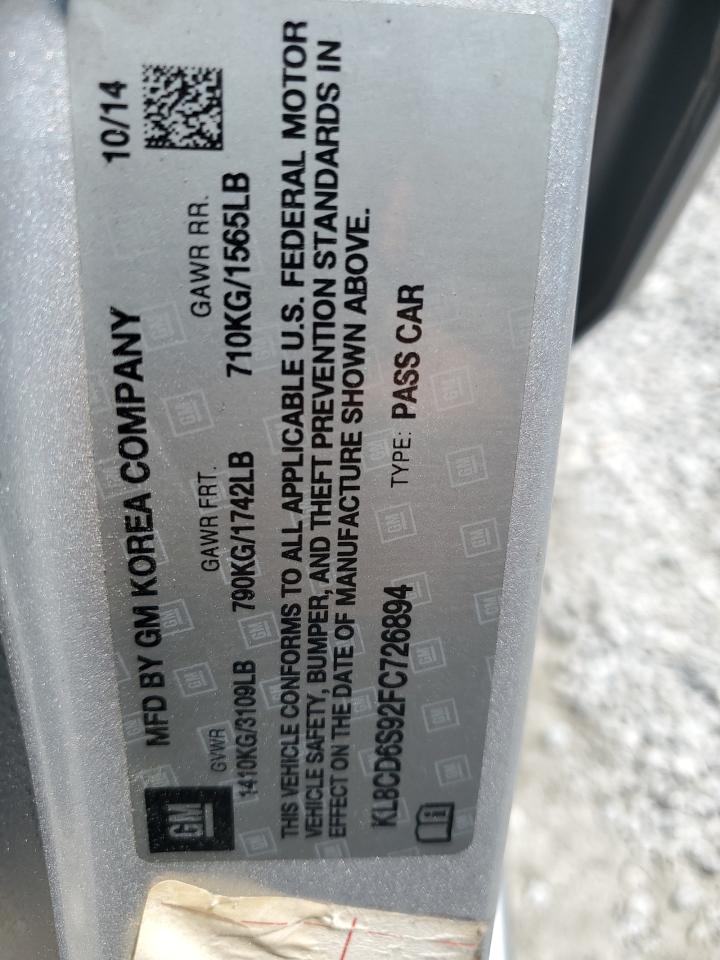 GM
MFD BY GM KOREA COMPANY 10/14
GVWR GAWR FRT. GAWR RR.
1410KG/3109LB 790KG/1742LB 710KG/1565LB
THIS VEHICLE CONFORMS TO ALL APPLICABLE U.S. FEDERAL MOTOR
VEHICLE SAFETY, BUMPER, AND THEFT PREVENTION STANDARDS IN
EFFECT ON THE DATE OF MANUFACTURE SHOWN ABOVE.
KL8CD6S92FC726894 TYPE: PASS CAR